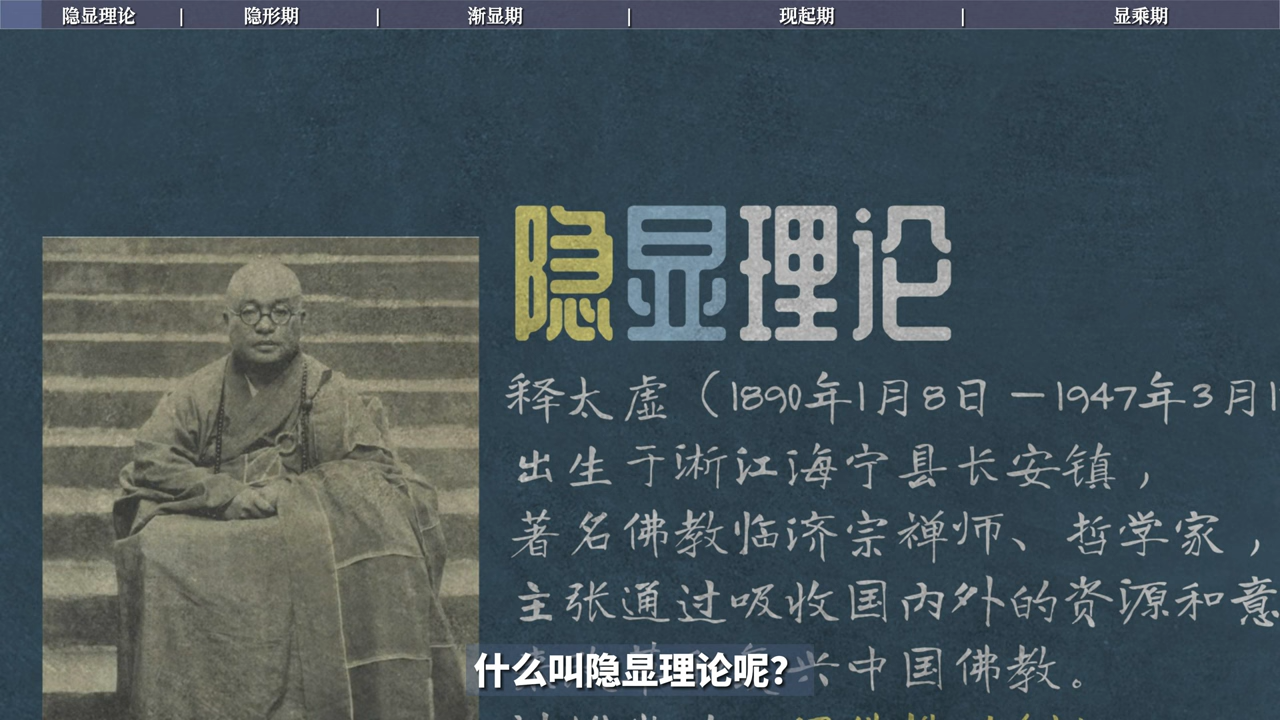 隐显理论 | 隐形期 | 渐显期 | 现起期 | 显乘期
隐显理论
释太虚（1890年1月8日－1947年3月1
出生于浙江海宁县长安镇，
著名佛教临济宗禅师、哲学家，
主张通过吸收国内外的资源和意
兴中国佛教。
什么叫隐显理论呢?